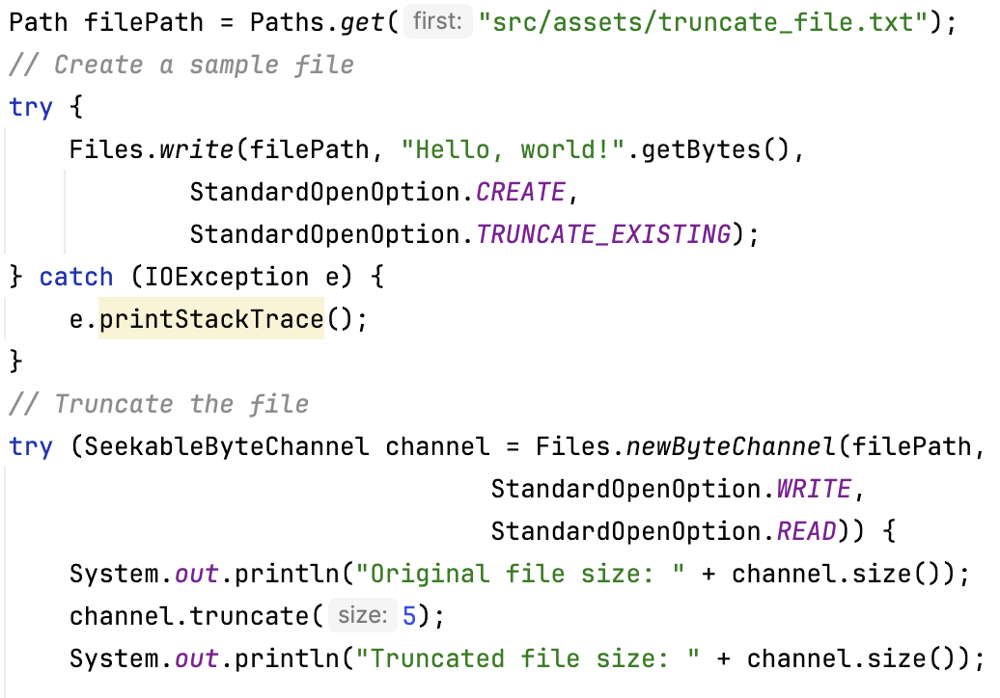 Path filePath = Paths.get( first: "src/assets/truncate_file.txt");
// Create a sample file
try {
    Files.write(filePath, "Hello, world!".getBytes(),
            StandardOpenOption.CREATE,
            StandardOpenOption.TRUNCATE_EXISTING);
} catch (IOException e) {
    e.printStackTrace();
}
// Truncate the file
try (SeekableByteChannel channel = Files.newByteChannel(filePath,
                                StandardOpenOption.WRITE,
                                StandardOpenOption.READ)) {
    System.out.println("Original file size: " + channel.size());
    channel.truncate( size: 5);
    System.out.println("Truncated file size: " + channel.size());